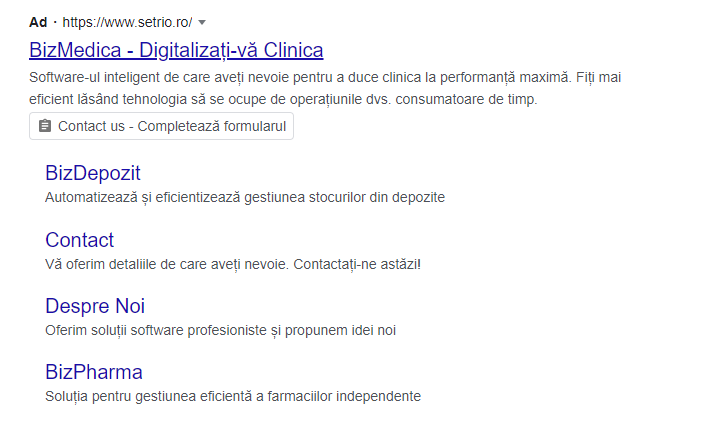 Ad · https://www.setrio.ro/
BizMedica - Digitalizați-vă Clinica
Software-ul inteligent de care aveți nevoie pentru a duce clinica la performanță maximă. Fiți mai
eficient lăsând tehnologia să se ocupe de operațiunile dvs. consumatoare de timp.
Contact us - Completează formularul
BizDepozit
Automatizează și eficientizează gestiunea stocurilor din depozite
Contact
Vă oferim detaliile de care aveți nevoie. Contactați-ne astăzi!
Despre Noi
Oferim soluții software profesioniste și propunem idei noi
BizPharma
Soluția pentru gestiunea eficientă a farmaciilor independente